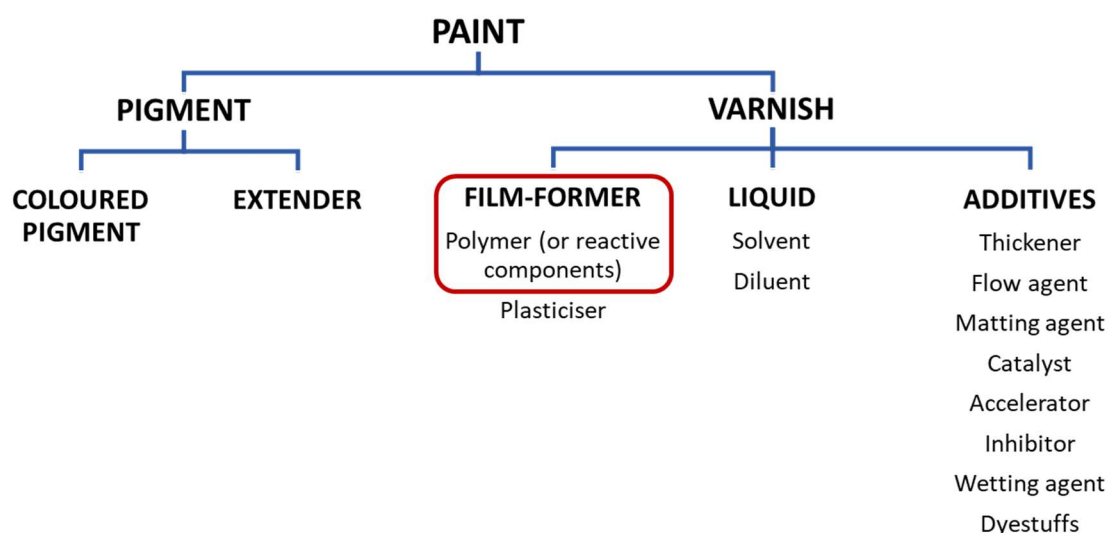 PAINT
PIGMENT
VARNISH
COLOURED
PIGMENT
EXTENDER
FILM-FORMER
Polymer (or reactive
components)
Plasticiser
LIQUID
Solvent
Diluent
ADDITIVES
Thickener
Flow agent
Matting agent
Catalyst
Accelerator
Inhibitor
Wetting agent
Dyestuffs